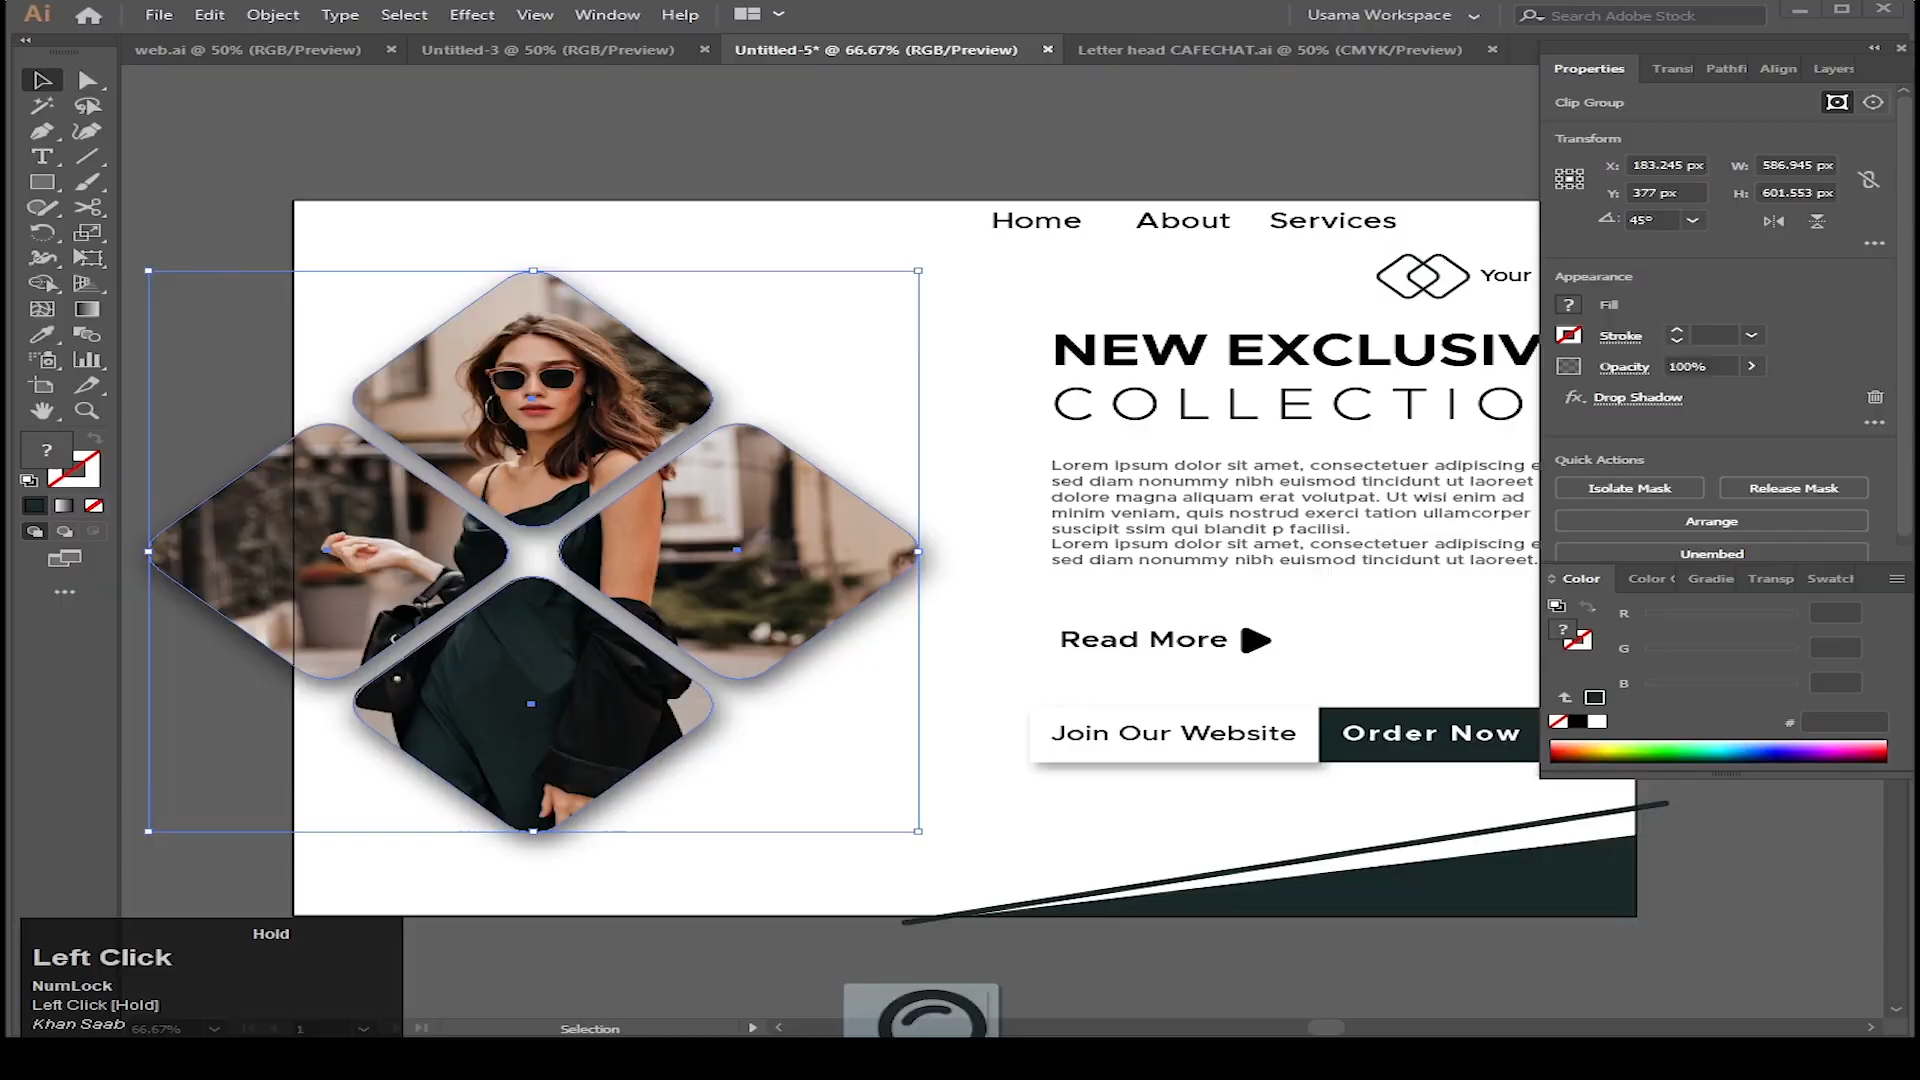 Ai File Edit Object Type Select Effect View Window Help Usama Workspace Search Adobe Stock
web.ai @ 50% (RGB/Preview) Untitled-3 @ 50% (RGB/Preview) Untitled-5* @ 66.67% (RGB/Preview) Letter head CAFECHAT.ai @ 50% (CMYK/Preview)
Properties Transf Pathfi Align Layers
Clip Group
Transform
X: 183.245 px W: 586.945 px
Y: 377 px H: 601.553 px
45°
Appearance
? Fill
Stroke
Opacity 100%
fx. Drop Shadow
Quick Actions
Isolate Mask Release Mask
Arrange
Unembed
Color Color Gradie Transp Swatch
R
G
B
#
Home About Services
Your
NEW EXCLUSIV
COLLECTIO
Lorem ipsum dolor sit amet, consectetuer adipiscing e
sed diam nonummy nibh euismod tincidunt ut laoreet
dolore magna aliquam erat volutpat. Ut wisi enim ad
minim veniam, quis nostrud exerci tation ullamcorper
suscipit ssim qui blandit p facilisi.
Lorem ipsum dolor sit amet, consectetuer adipiscing e
sed diam nonummy nibh euismod tincidunt ut laoreet.
Read More
Join Our Website Order Now
Hold
Left Click
NumLock
Left Click [Hold]
Khan Saab
66.67% 1 Selection